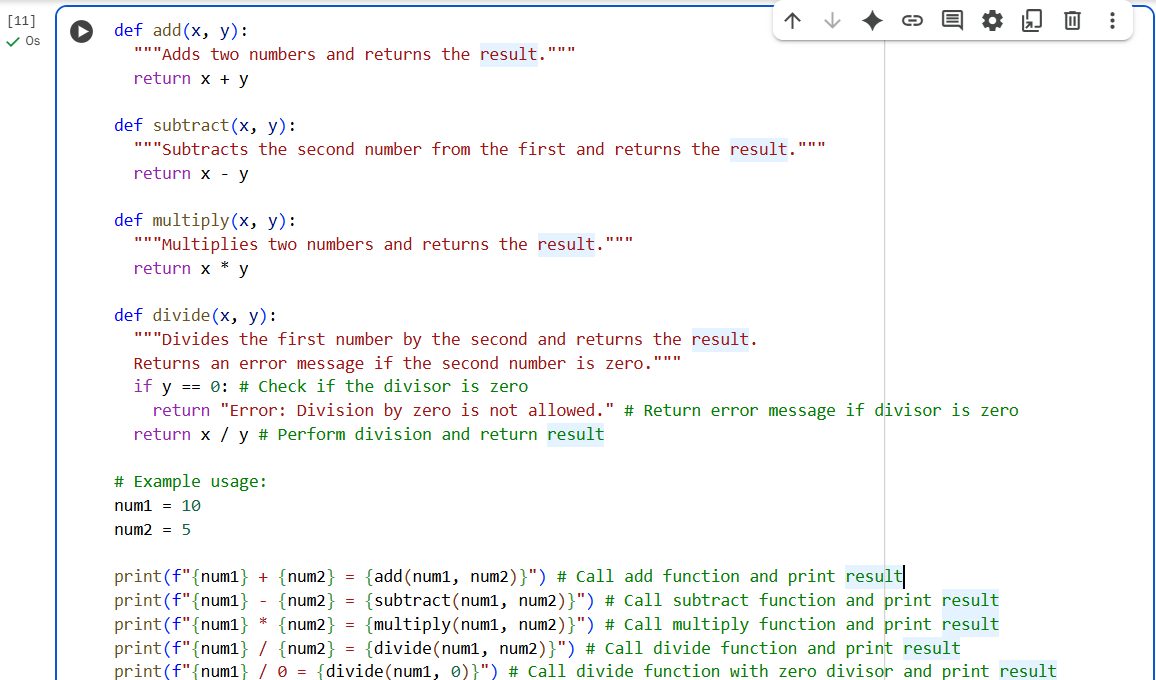 [11]
0s
def add(x, y):
  """Adds two numbers and returns the result."""
  return x + y

def subtract(x, y):
  """Subtracts the second number from the first and returns the result."""
  return x - y

def multiply(x, y):
  """Multiplies two numbers and returns the result."""
  return x * y

def divide(x, y):
  """Divides the first number by the second and returns the result.
  Returns an error message if the second number is zero."""
  if y == 0: # Check if the divisor is zero
    return "Error: Division by zero is not allowed." # Return error message if divisor is zero
  return x / y # Perform division and return result

# Example usage:
num1 = 10
num2 = 5

print(f"{num1} + {num2} = {add(num1, num2)}") # Call add function and print result
print(f"{num1} - {num2} = {subtract(num1, num2)}") # Call subtract function and print result
print(f"{num1} * {num2} = {multiply(num1, num2)}") # Call multiply function and print result
print(f"{num1} / {num2} = {divide(num1, num2)}") # Call divide function and print result
print(f"{num1} / 0 = {divide(num1, 0)}") # Call divide function with zero divisor and print result